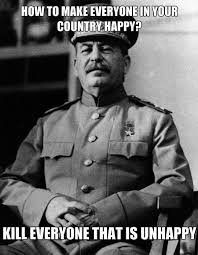 HOW TO MAKE EVERYONE IN YOUR
COUNTRY HAPPY?
KILL EVERYONE THAT IS UNHAPPY